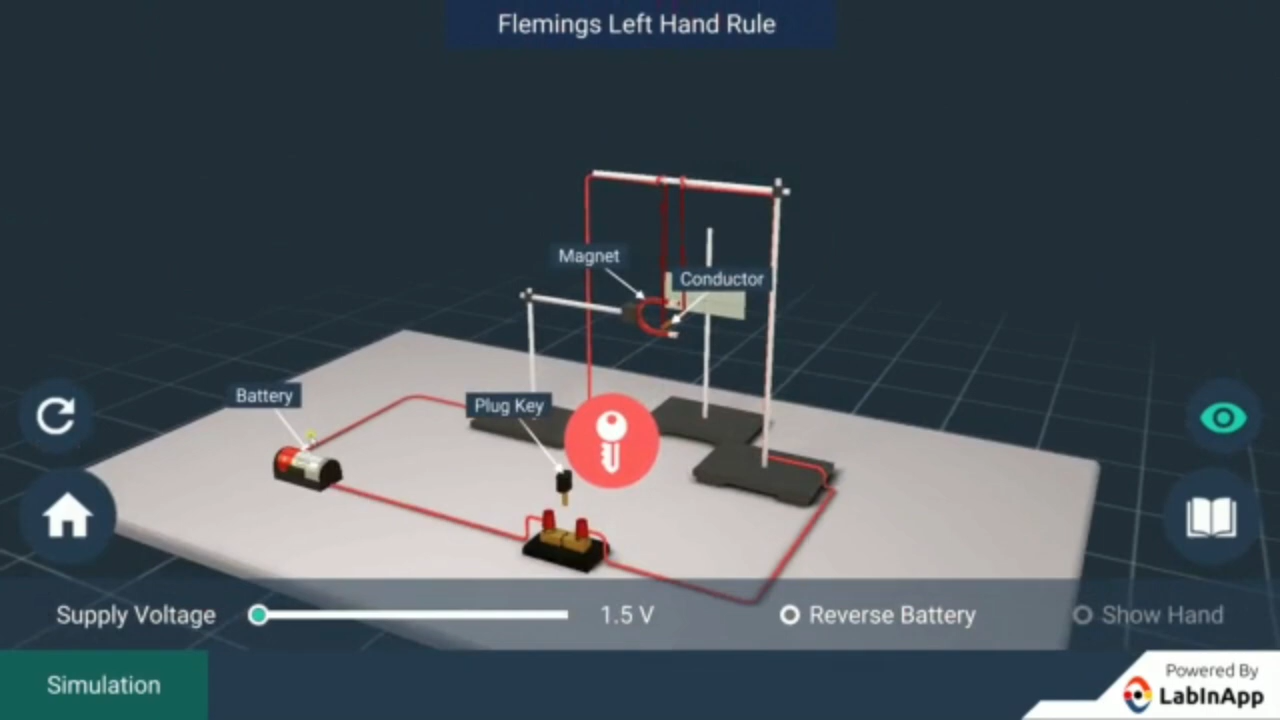 Flemings Left Hand Rule
Magnet
Conductor
Battery
Plug Key
Supply Voltage 1.5 V Reverse Battery Show Hand
Simulation
Powered By
LabInApp